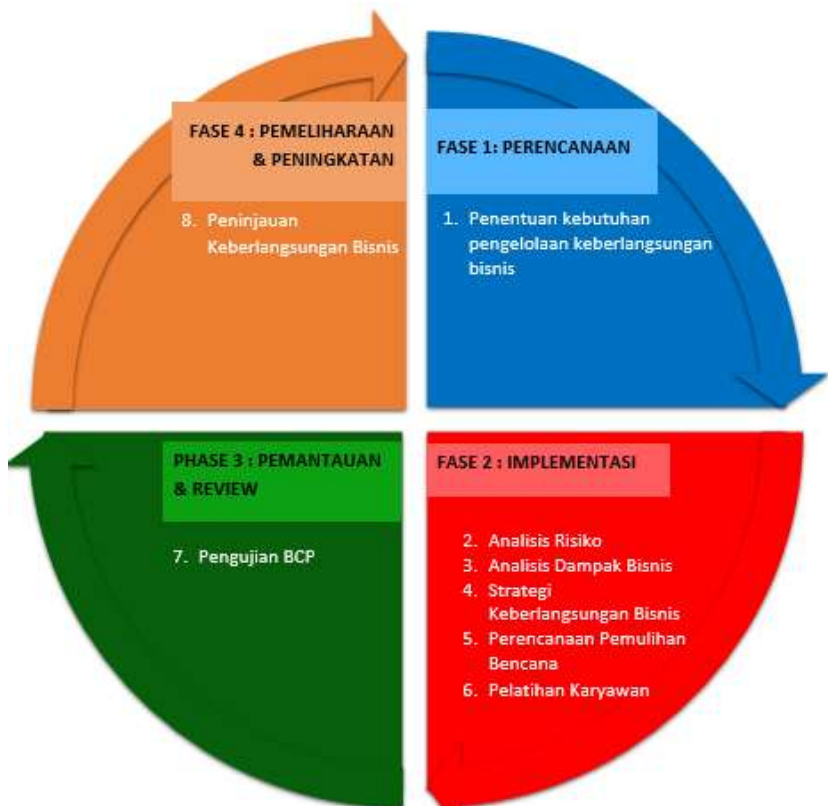 FASE 4 : PEMELIHARAAN
& PENINGKATAN
8. Peninjauan
Keberlangsungan Bisnis
FASE 1: PERENCANAAN
1. Penentuan kebutuhan
pengelolaan keberlangsungan
bisnis
PHASE 3 : PEMANTAUAN
& REVIEW
7. Pengujian BCP
FASE 2 : IMPLEMENTASI
2. Analisis Risiko
3. Analisis Dampak Bisnis
4. Strategi
Keberlangsungan Bisnis
5. Perencanaan Pemulihan
Bencana
6. Pelatihan Karyawan